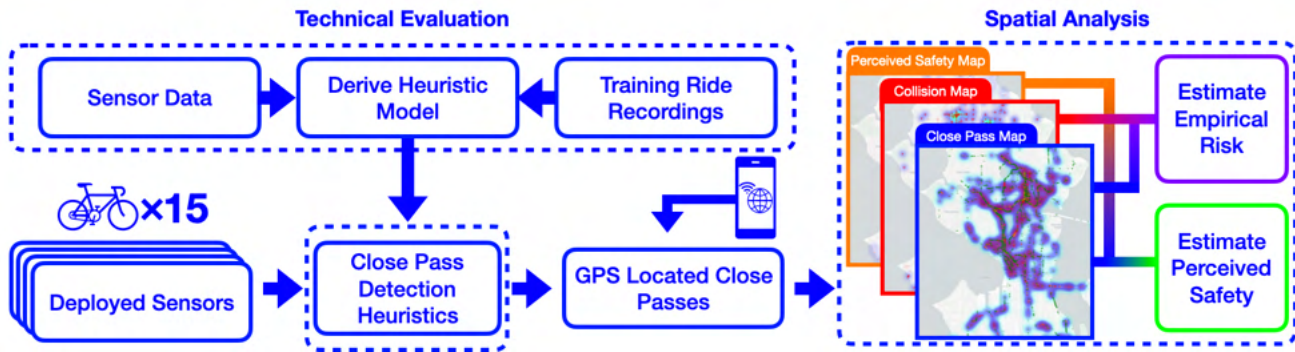 Technical Evaluation
Spatial Analysis
Sensor Data
Derive Heuristic
Model
Training Ride
Recordings
Perceived Safety Map
Collision Map
Close Pass Map
Estimate
Empirical
Risk
×15
Deployed Sensors
Close Pass
Detection
Heuristics
GPS Located Close
Passes
Estimate
Perceived
Safety